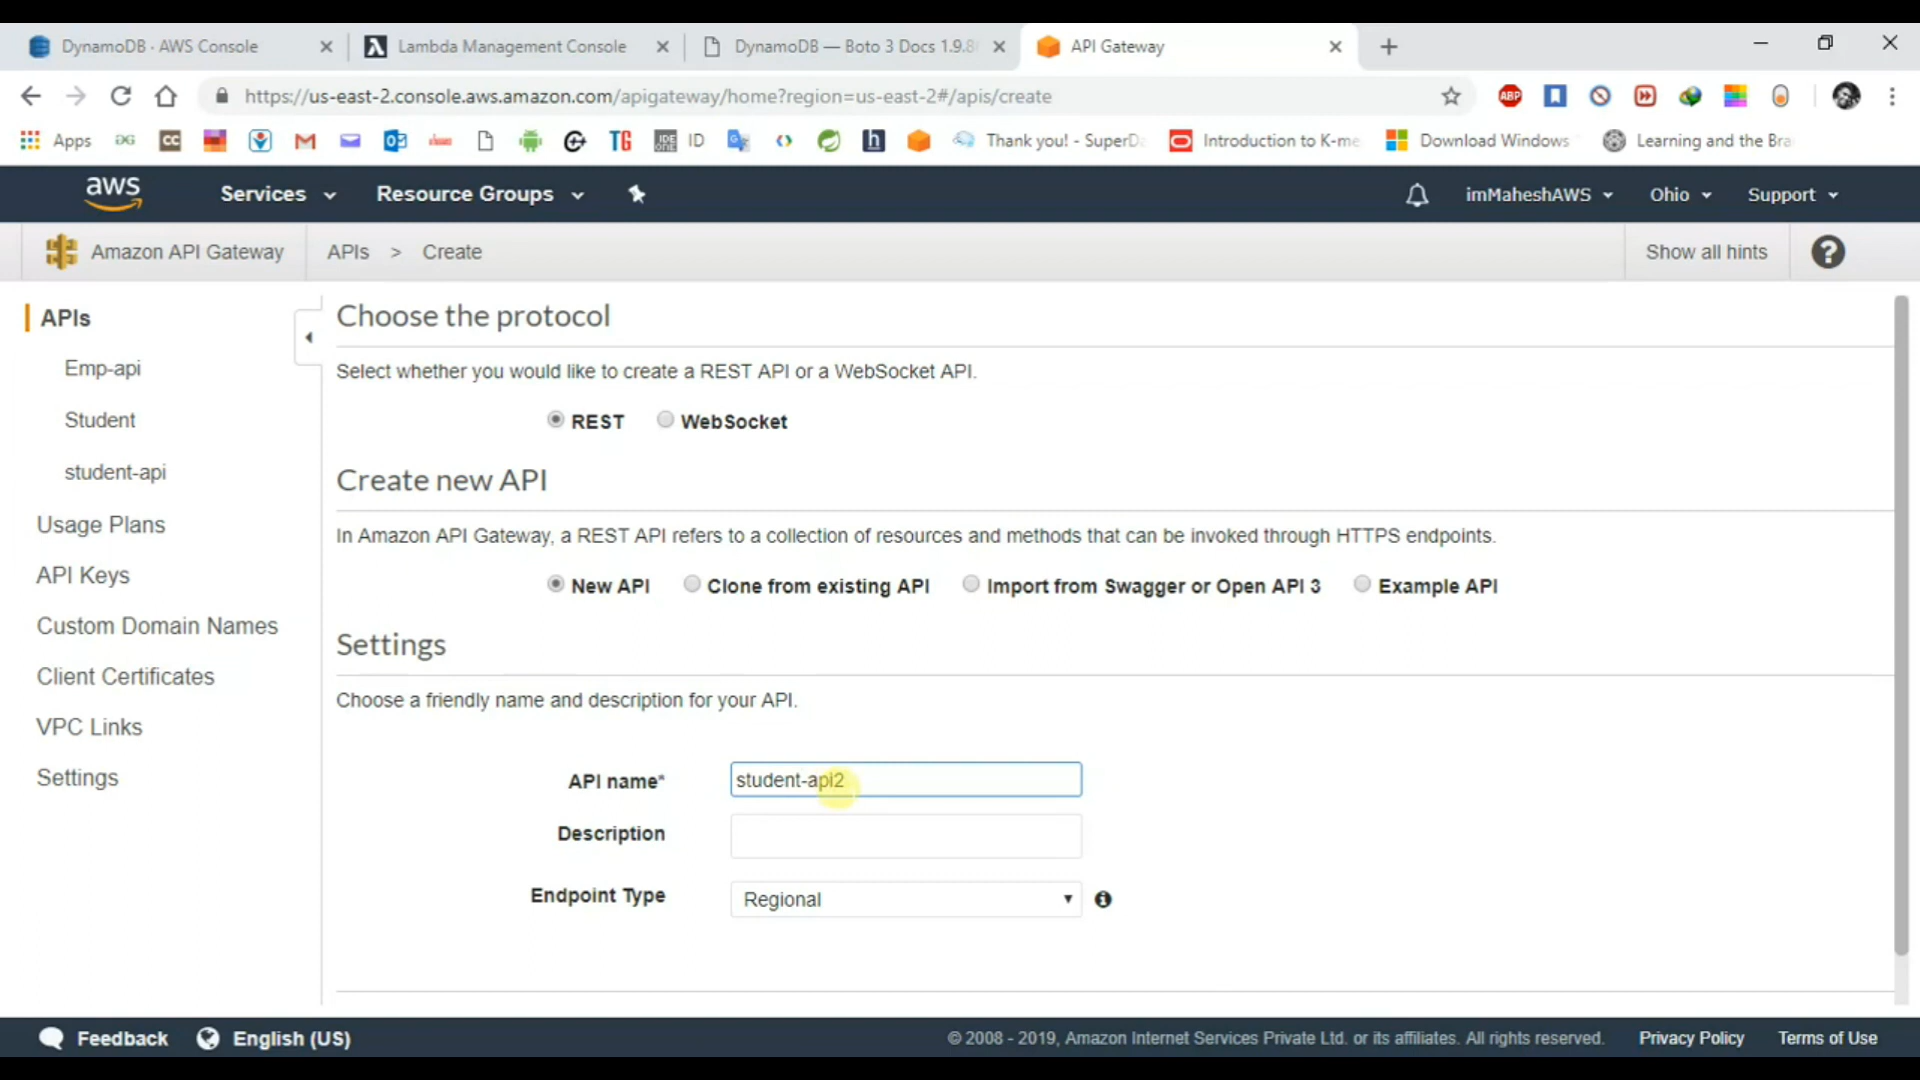 DynamoDB · AWS Console
Lambda Management Console
DynamoDB — Boto 3 Docs 1.9.8
API Gateway
https://us-east-2.console.aws.amazon.com/apigateway/home?region=us-east-2#/apis/create
ABP
Apps
CC
TG
IDE ONE
ID
h
Thank you! - SuperDa
Introduction to K-me
Download Windows
Learning and the Bra
aws
Services
Resource Groups
imMaheshAWS
Ohio
Support
Amazon API Gateway
APIs > Create
Show all hints
?
APIs
Emp-api
Student
student-api
Usage Plans
API Keys
Custom Domain Names
Client Certificates
VPC Links
Settings
Choose the protocol
Select whether you would like to create a REST API or a WebSocket API.
REST
WebSocket
Create new API
In Amazon API Gateway, a REST API refers to a collection of resources and methods that can be invoked through HTTPS endpoints.
New API
Clone from existing API
Import from Swagger or Open API 3
Example API
Settings
Choose a friendly name and description for your API.
API name*
student-api2
Description
Endpoint Type
Regional
Feedback
English (US)
© 2008 - 2019, Amazon Internet Services Private Ltd. or its affiliates. All rights reserved.
Privacy Policy
Terms of Use